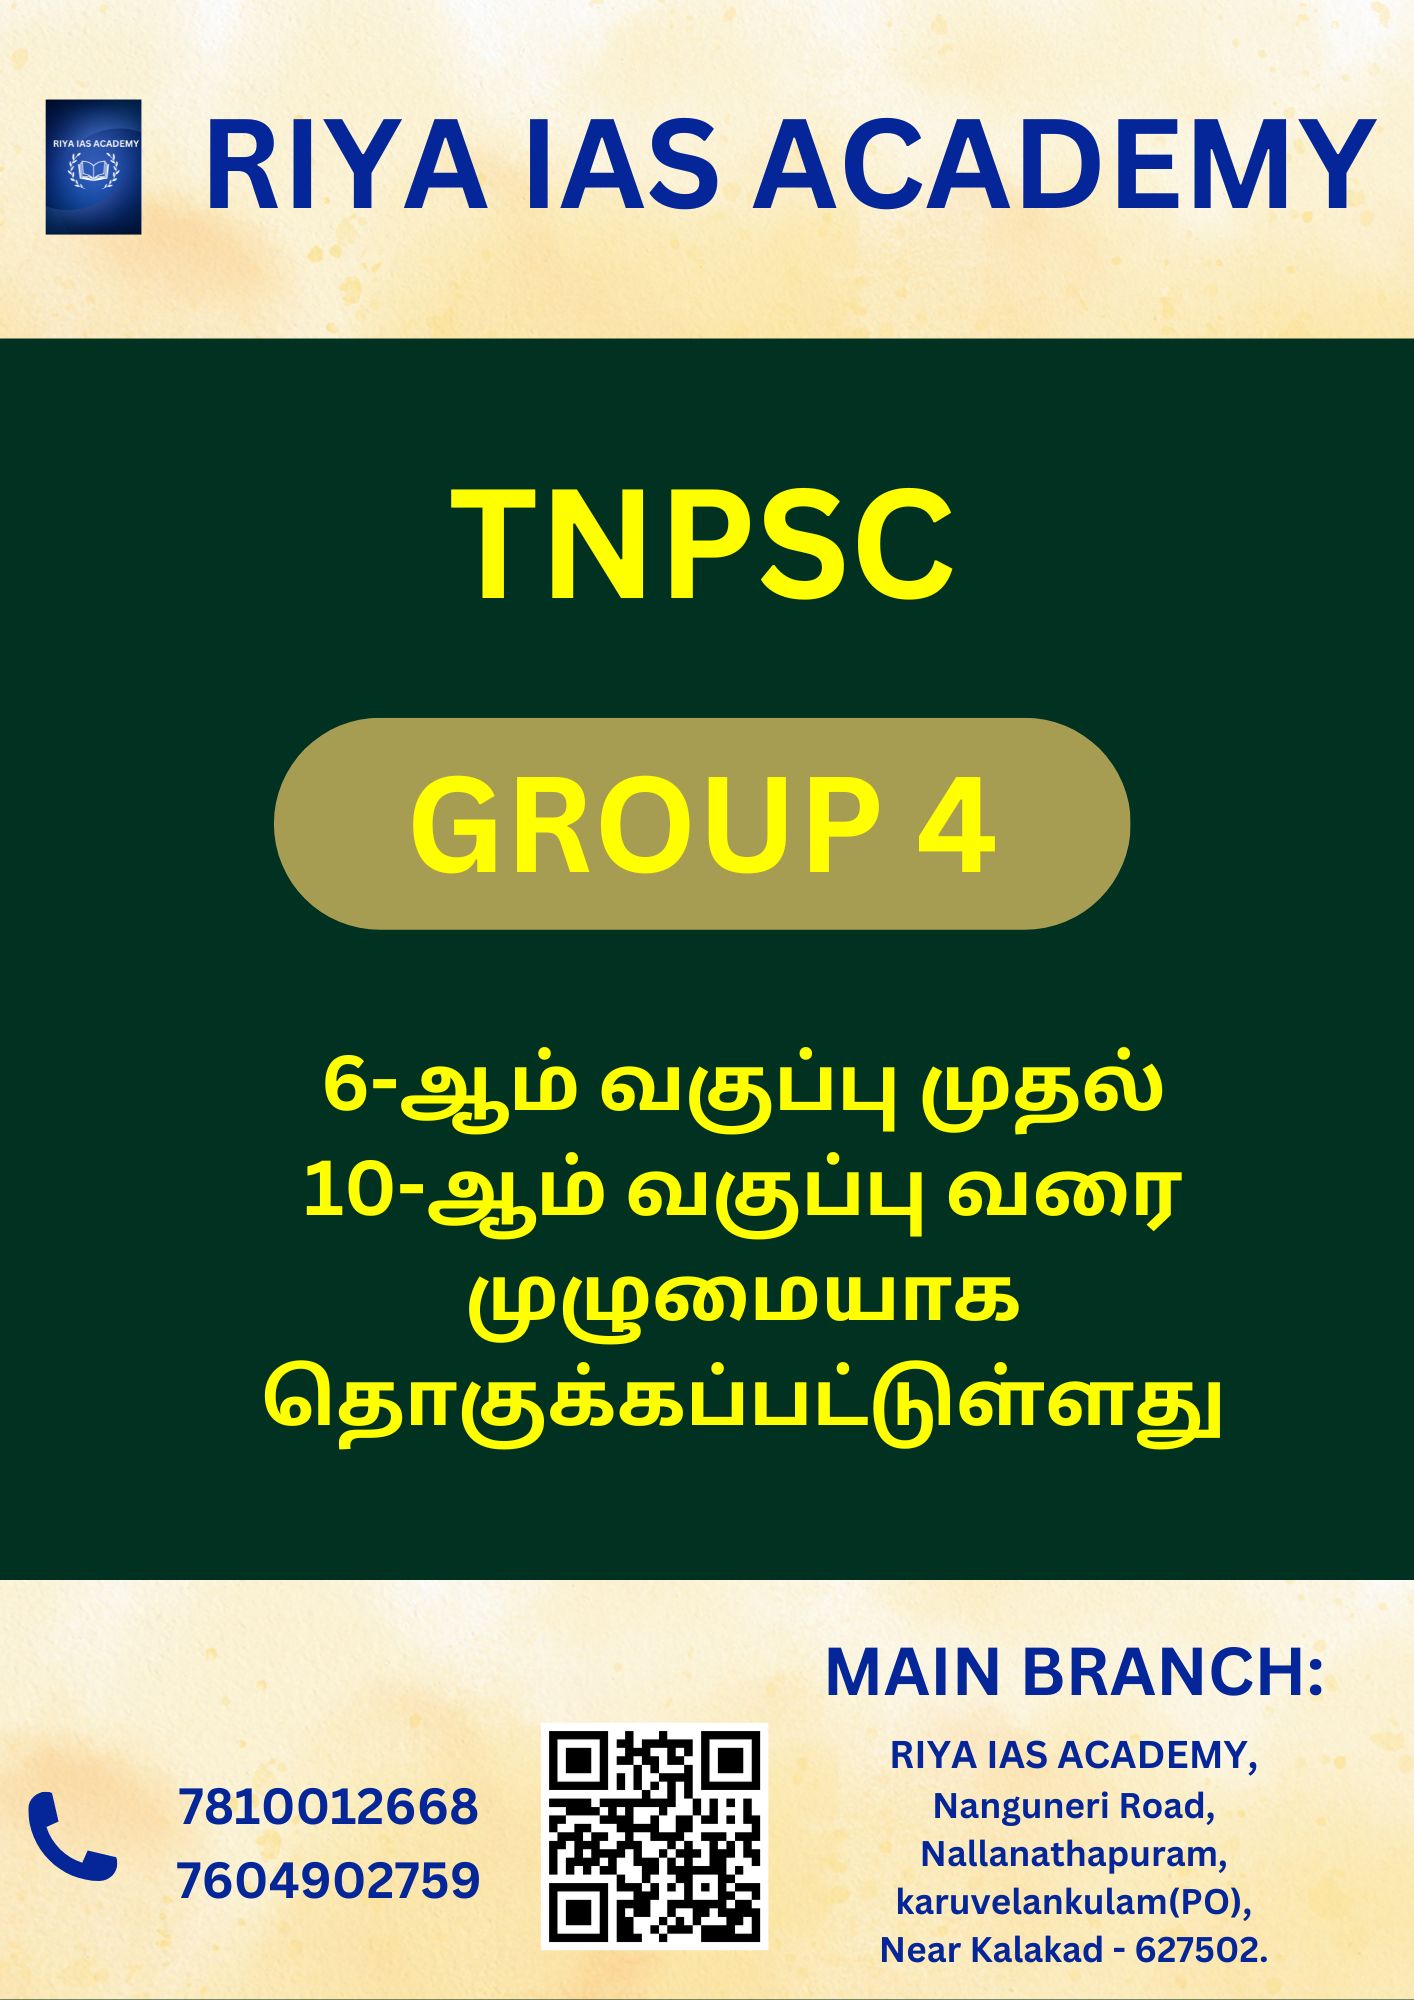 RIYA IAS ACADEMY
RIYA IAS ACADEMY
TNPSC
GROUP 4
6-ஆம் வகுப்பு முதல்
10-ஆம் வகுப்பு வரை
முழுமையாக
தொகுக்கப்பட்டுள்ளது
7810012668
7604902759
MAIN BRANCH:
RIYA IAS ACADEMY,
Nanguneri Road,
Nallanathapuram,
karuvelankulam(PO),
Near Kalakad - 627502.